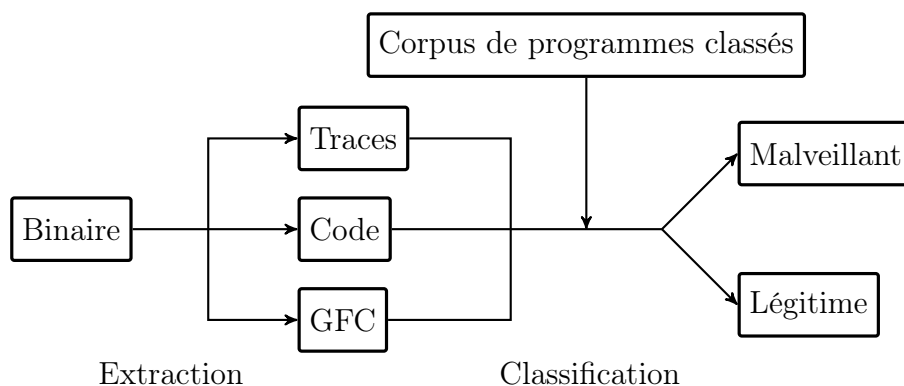 Corpus de programmes classés
Traces
Malveillant
Binaire
Code
Légitime
GFC
Extraction
Classification